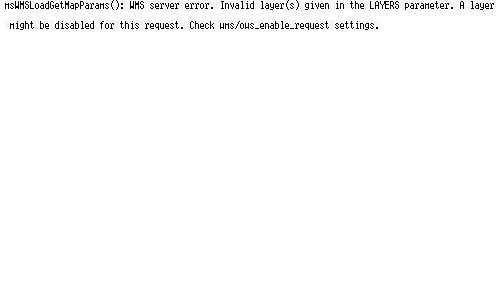 msWMSLoadGetMapParams(): WMS server error. Invalid layer(s) given in the LAYERS parameter. A layer
might be disabled for this request. Check wms/ows_enable_request settings.